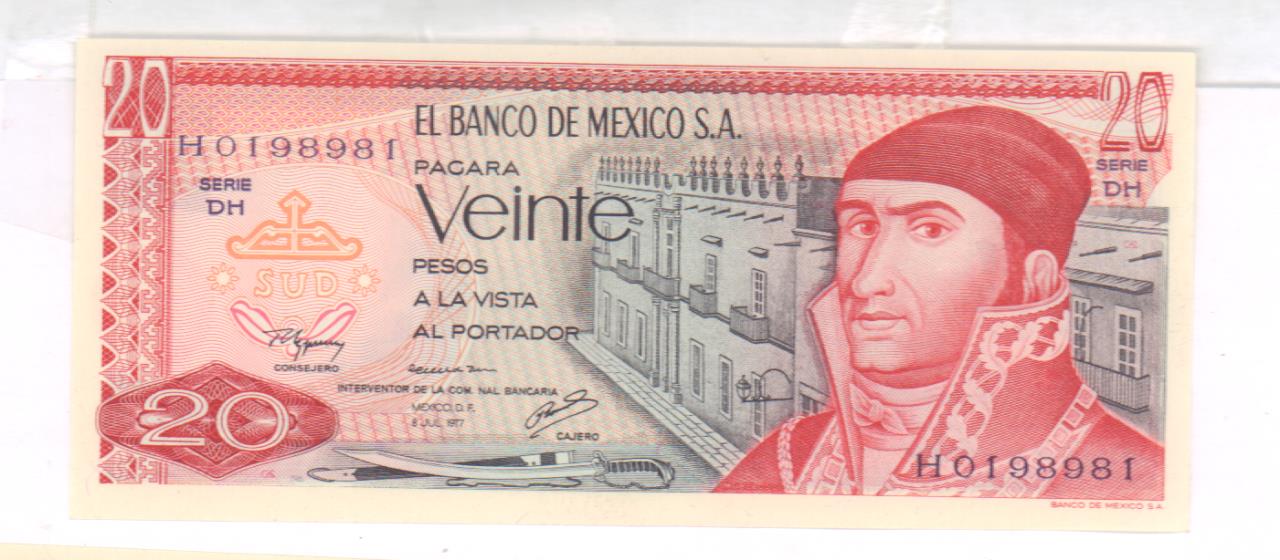 20
20
EL BANCO DE MEXICO S.A.
H0198981
PAGARA
SERIE
DH
SERIE
DH
Veinte
SUD
PESOS
A LA VISTA
AL PORTADOR
CONSEJERO
INTERVENTOR DE LA COM. NAL BANCARIA
MEXICO, D. F.
8 JUL. 1977
CAJERO
20
H0198981
BANCO DE MEXICO S.A.